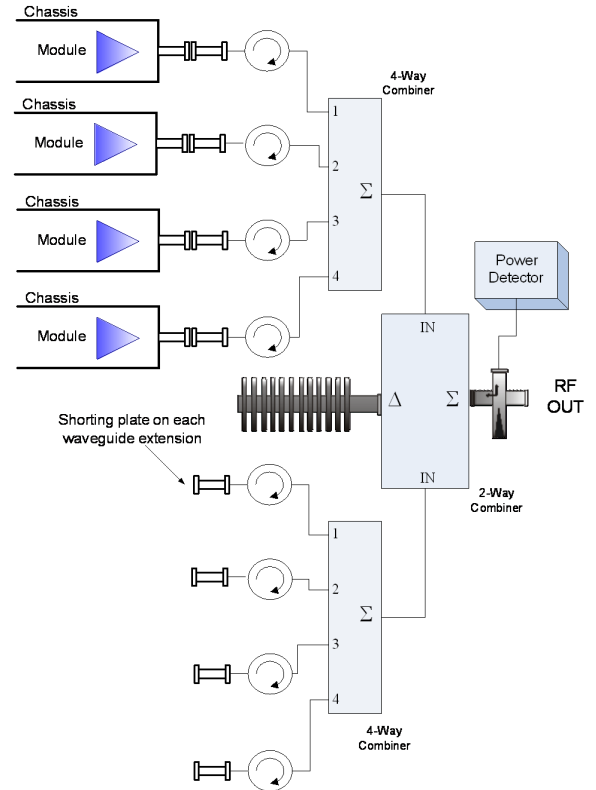 Chassis
Module
4-Way
Combiner
1
Chassis
Module
2
Σ
Chassis
Module
3
Power
Detector
4
Chassis
Module
IN
Δ
Σ
RF
OUT
Shorting plate on each
waveguide extension
IN
2-Way
Combiner
1
2
Σ
3
4
4-Way
Combiner